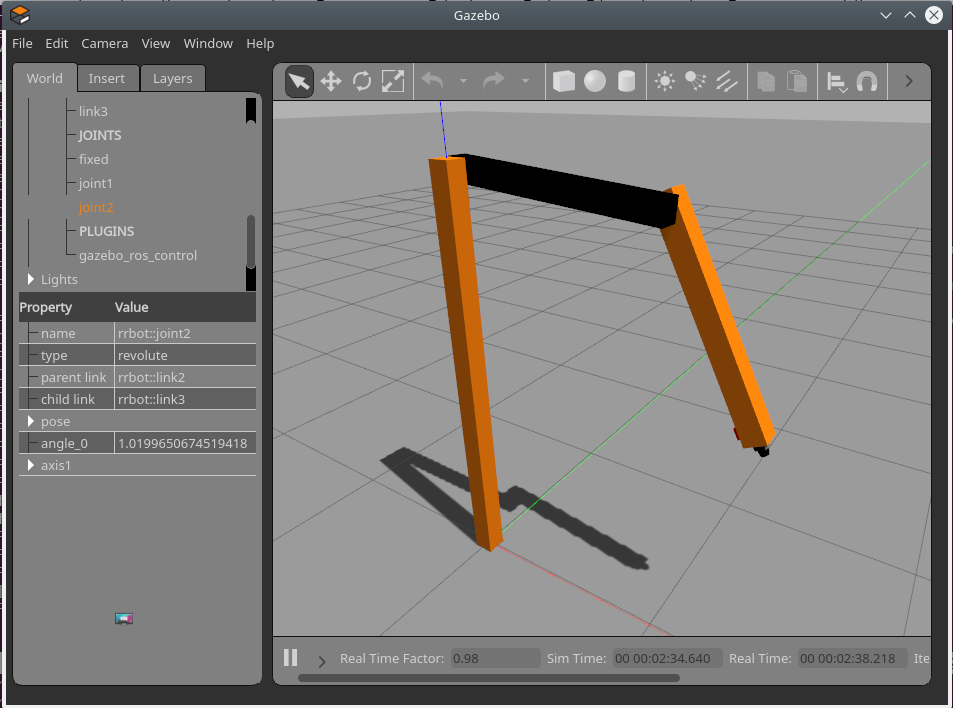 Gazebo
File Edit Camera View Window Help
World Insert Layers
link3
JOINTS
fixed
joint1
joint2
PLUGINS
gazebo_ros_control
Lights
Property Value
name rrbot::joint2
type revolute
parent link rrbot::link2
child link rrbot::link3
pose
angle_0 1.0199650674519418
axis1
Real Time Factor: 0.98 Sim Time: 00 00:02:34.640 Real Time: 00 00:02:38.218 Ite